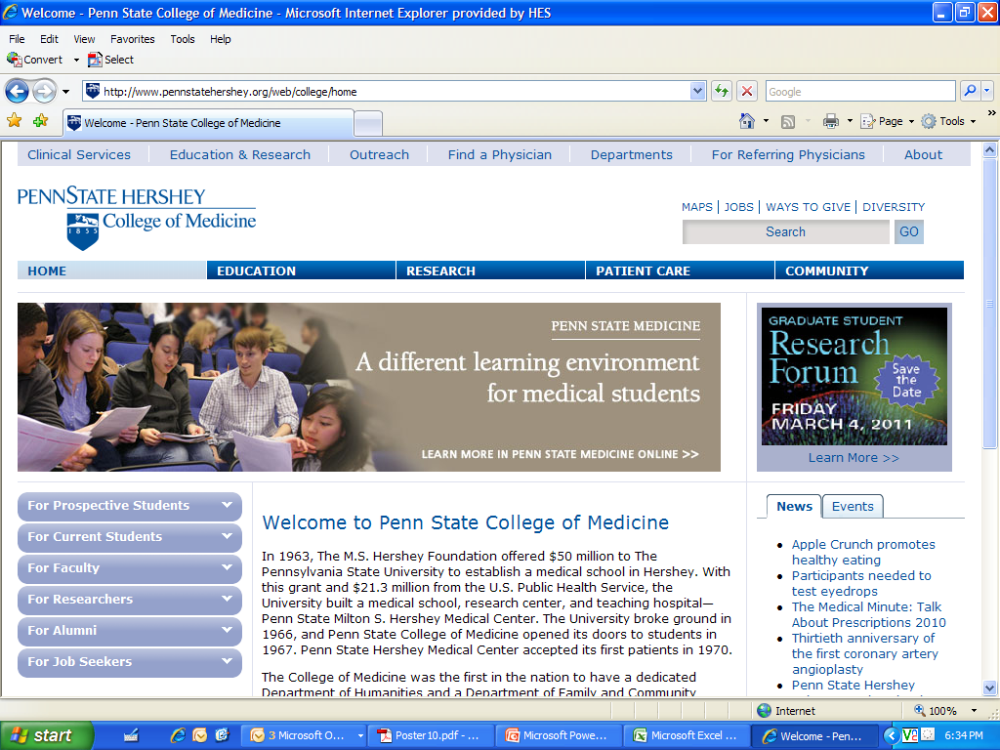 Welcome - Penn State College of Medicine - Microsoft Internet Explorer provided by HES
File Edit View Favorites Tools Help
Convert Select
http://www.pennstatehershey.org/web/college/home
Google
Welcome - Penn State College of Medicine
Page Tools
Clinical Services Education & Research Outreach Find a Physician Departments For Referring Physicians About
PENNSTATE HERSHEY
College of Medicine
1855
MAPS | JOBS | WAYS TO GIVE | DIVERSITY
Search GO
HOME EDUCATION RESEARCH PATIENT CARE COMMUNITY
PENN STATE MEDICINE
A different learning environment
for medical students
LEARN MORE IN PENN STATE MEDICINE ONLINE >>
GRADUATE STUDENT
Research
Forum
Save
the
Date
FRIDAY
MARCH 4, 2011
Learn More >>
For Prospective Students
For Current Students
For Faculty
For Researchers
For Alumni
For Job Seekers
Welcome to Penn State College of Medicine
In 1963, The M.S. Hershey Foundation offered $50 million to The
Pennsylvania State University to establish a medical school in Hershey. With
this grant and $21.3 million from the U.S. Public Health Service, the
University built a medical school, research center, and teaching hospital—
Penn State Milton S. Hershey Medical Center. The University broke ground in
1966, and Penn State College of Medicine opened its doors to students in
1967. Penn State Hershey Medical Center accepted its first patients in 1970.
The College of Medicine was the first in the nation to have a dedicated
Department of Humanities and a Department of Family and Community
News Events
Apple Crunch promotes
healthy eating
Participants needed to
test eyedrops
The Medical Minute: Talk
About Prescriptions 2010
Thirtieth anniversary of
the first coronary artery
angioplasty
Penn State Hershey
Internet 100%
start 3 Microsoft O... Poster10.pdf - ... Microsoft Powe... Microsoft Excel ... Welcome - Pen... 6:34 PM